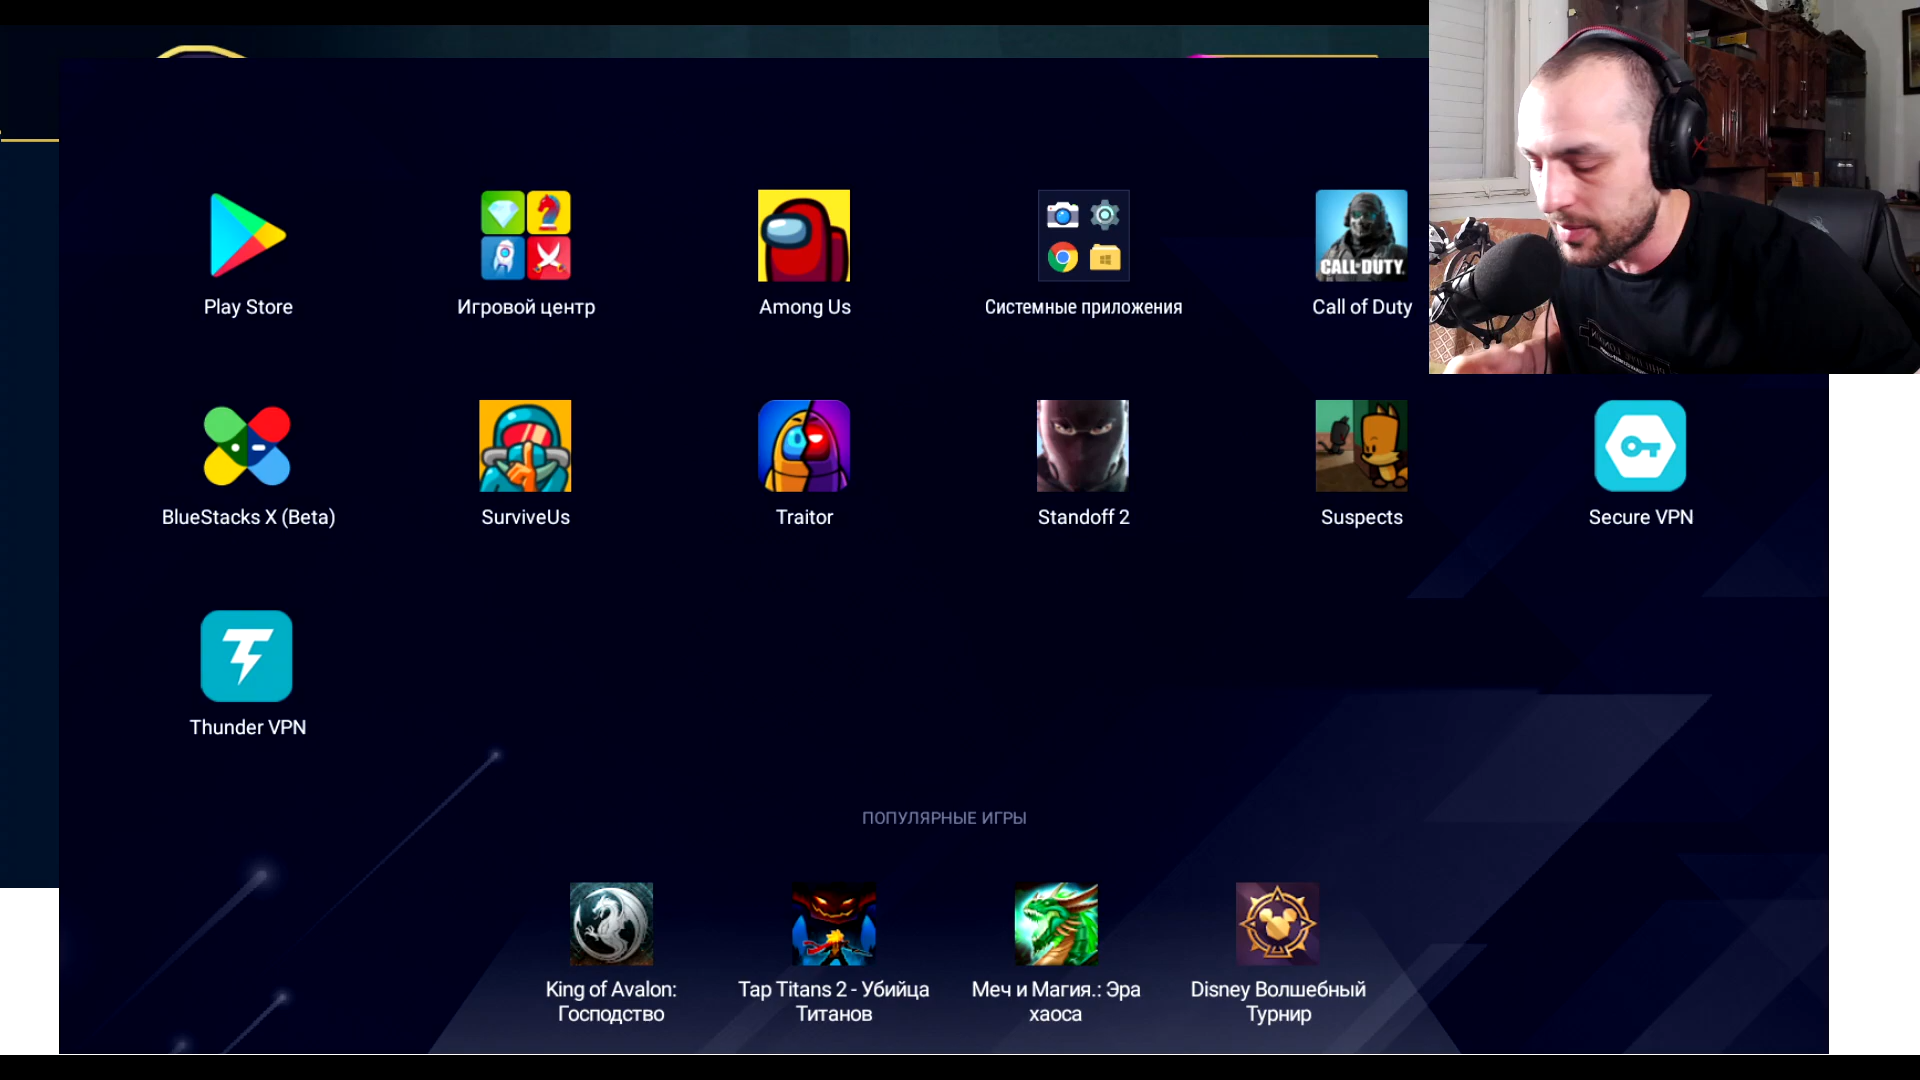 Play Store
Игровой центр
Among Us
Системные приложения
CALL OF DUTY
Call of Duty
BlueStacks X (Beta)
SurviveUs
Traitor
Standoff 2
Suspects
Secure VPN
Thunder VPN
ПОПУЛЯРНЫЕ ИГРЫ
King of Avalon:
Господство
Tap Titans 2 - Убийца
Титанов
Меч и Магия.: Эра
хаоса
Disney Волшебный
Турнир